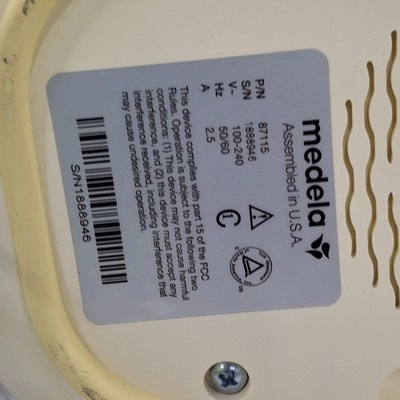 medela
Assembled in U.S.A.
P/N 87115
S/N 1888946
V~ 100-240
Hz 50/60
A 2.5
This device complies with part 15 of the FCC
Rules. Operation is subject to the following two
conditions: (1) This device may not cause harmful
interference, and (2) this device must accept any
interference received, including interference that
may cause undesired operation.
S/N1888946